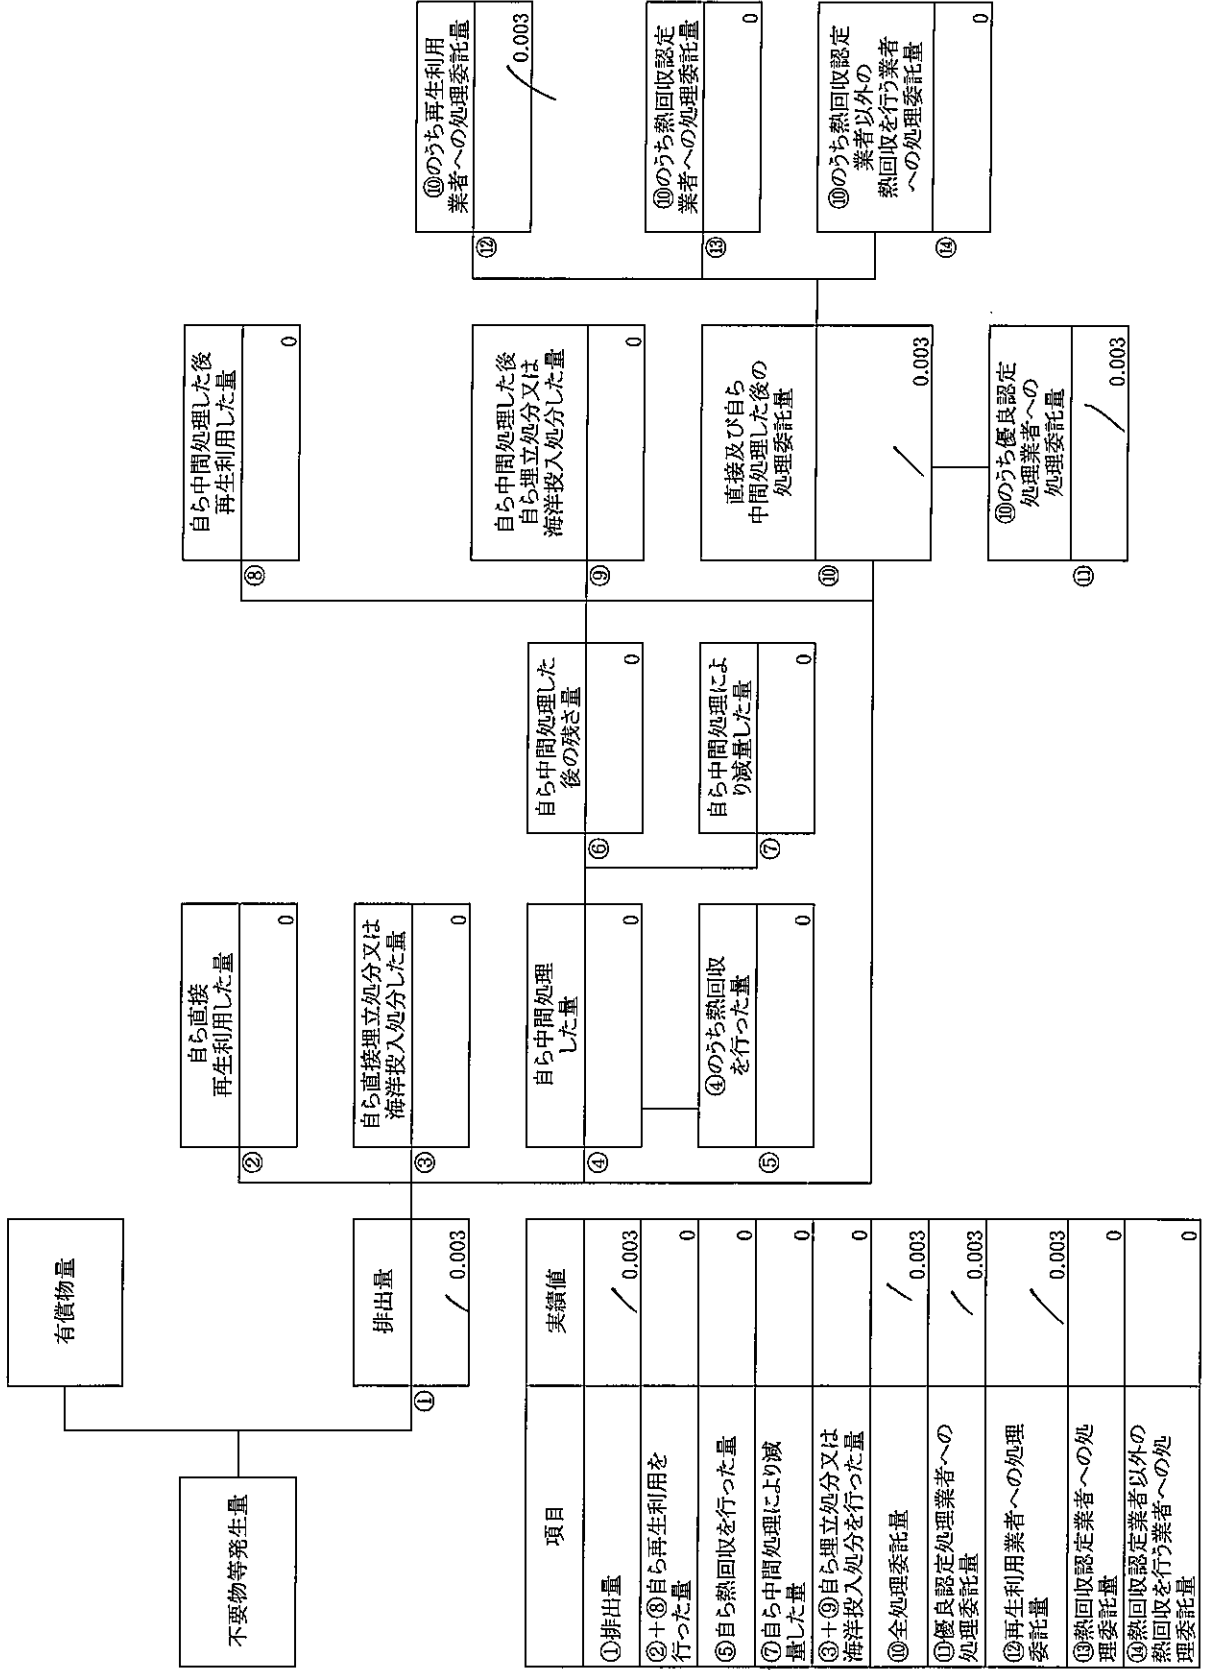 不要物等発生量
有償物量
①
排出量
0.003
②
自ら直接
再生利用した量
0
③
自ら直接埋立処分又は
海洋投入処分した量
0
④
自ら中間処理
した量
0
⑤
④のうち熱回収
を行った量
0
⑥
自ら中間処理した
後の残さ量
0
⑦
自ら中間処理によ
り減量した量
0
⑧
自ら中間処理した後
再生利用した量
0
⑨
自ら中間処理した後
自ら埋立処分又は
海洋投入処分した量
0
⑩
直接及び自ら
中間処理した後の
処理委託量
0.003
⑪
⑩のうち優良認定
処理業者への
処理委託量
0.003
⑫
⑩のうち再生利用
業者への処理委託量
0.003
⑬
⑩のうち熱回収認定
業者への処理委託量
0
⑭
⑩のうち熱回収認定
業者以外の
熱回収を行う業者
への処理委託量
0
項目 実績値
①排出量 0.003
②+⑧自ら再生利用を
行った量 0
⑤自ら熱回収を行った量 0
⑦自ら中間処理により減
量した量 0
③+⑨自ら埋立処分又は
海洋投入処分を行った量 0
⑩全処理委託量 0.003
⑪優良認定処理業者への
処理委託量 0.003
⑫再生利用業者への処理
委託量 0.003
⑬熱回収認定業者への処
理委託量 0
⑭熱回収認定業者以外の
熱回収を行う業者への処
理委託量 0